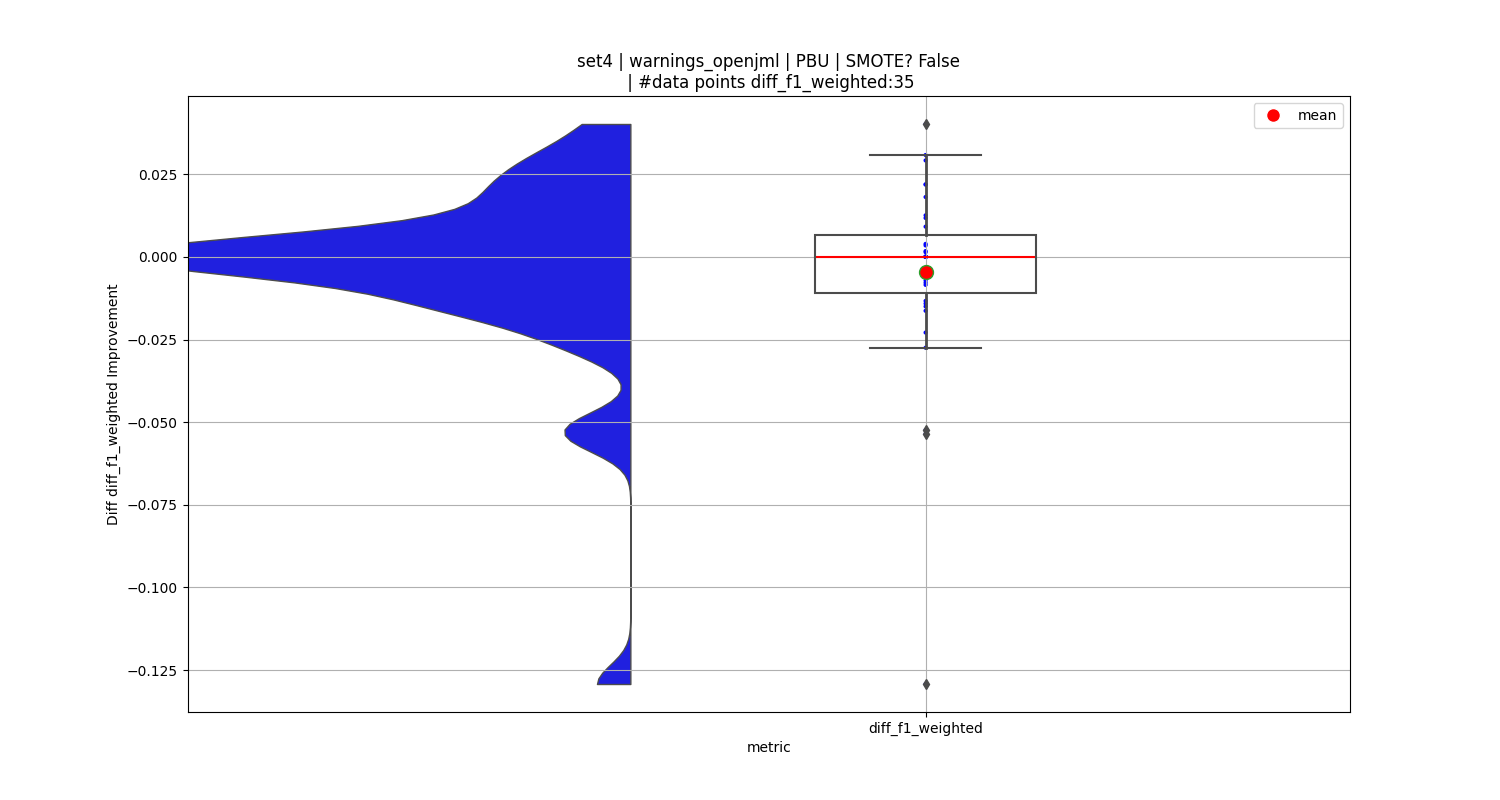 set4 | warnings_openjml | PBU | SMOTE? False
| #data points diff_f1_weighted:35
mean
0.025
0.000
−0.025
−0.050
−0.075
−0.100
−0.125
Diff diff_f1_weighted Improvement
diff_f1_weighted
metric